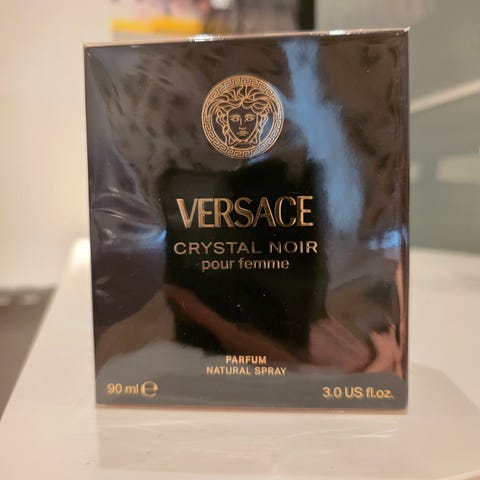 VERSACE
CRYSTAL NOIR
pour femme
PARFUM
NATURAL SPRAY
90 ml ℮ 3.0 US fl.oz.